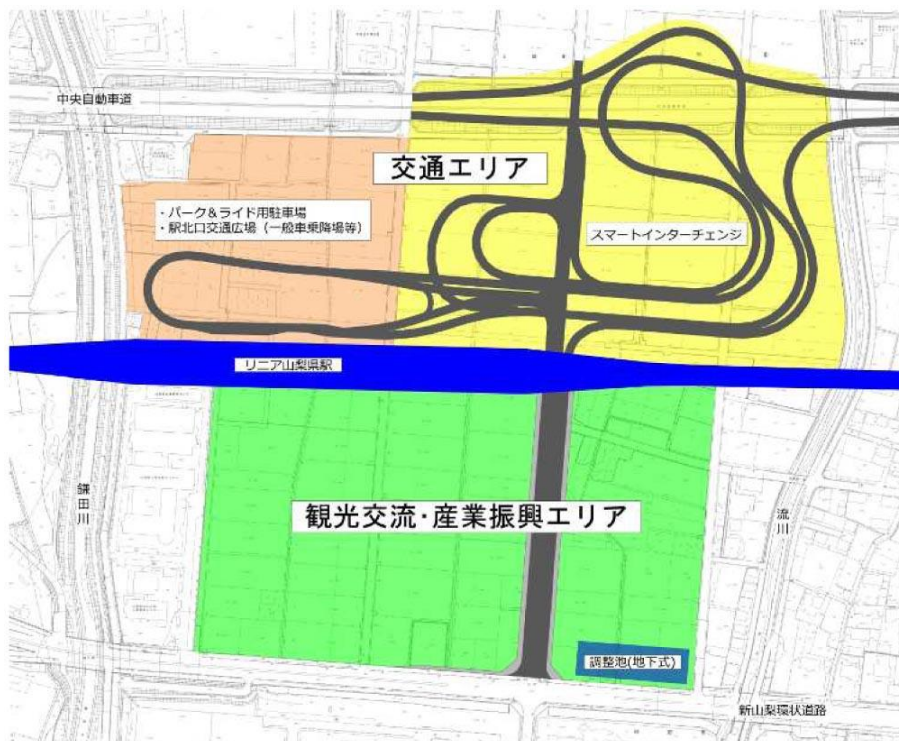 中央自動車道
交通エリア
・パーク&ライド用駐車場
・駅北口交通広場（一般車乗降場等）
スマートインターチェンジ
リニア山梨県駅
鎌田川
観光交流・産業振興エリア
流川
調整池(地下式)
新山梨環状道路